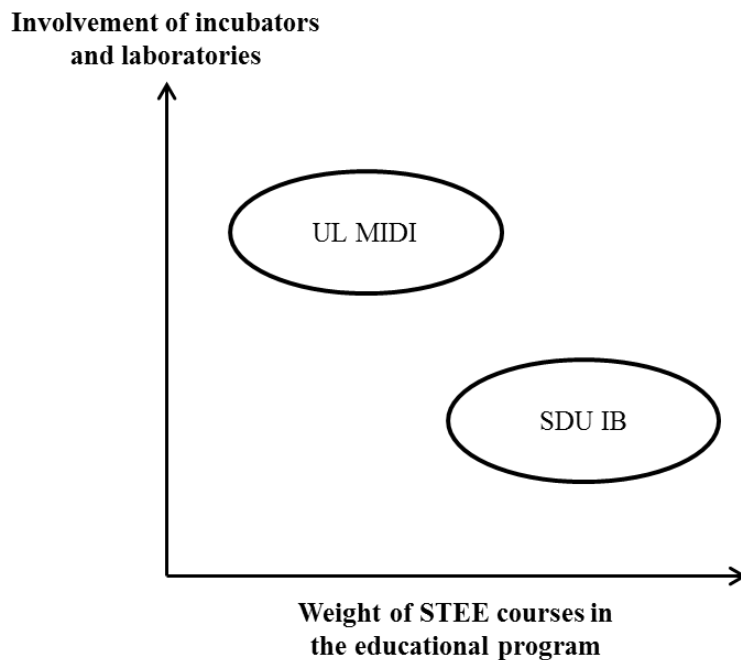 Involvement of incubators
and laboratories
UL MIDI
SDU IB
Weight of STEE courses in
the educational program